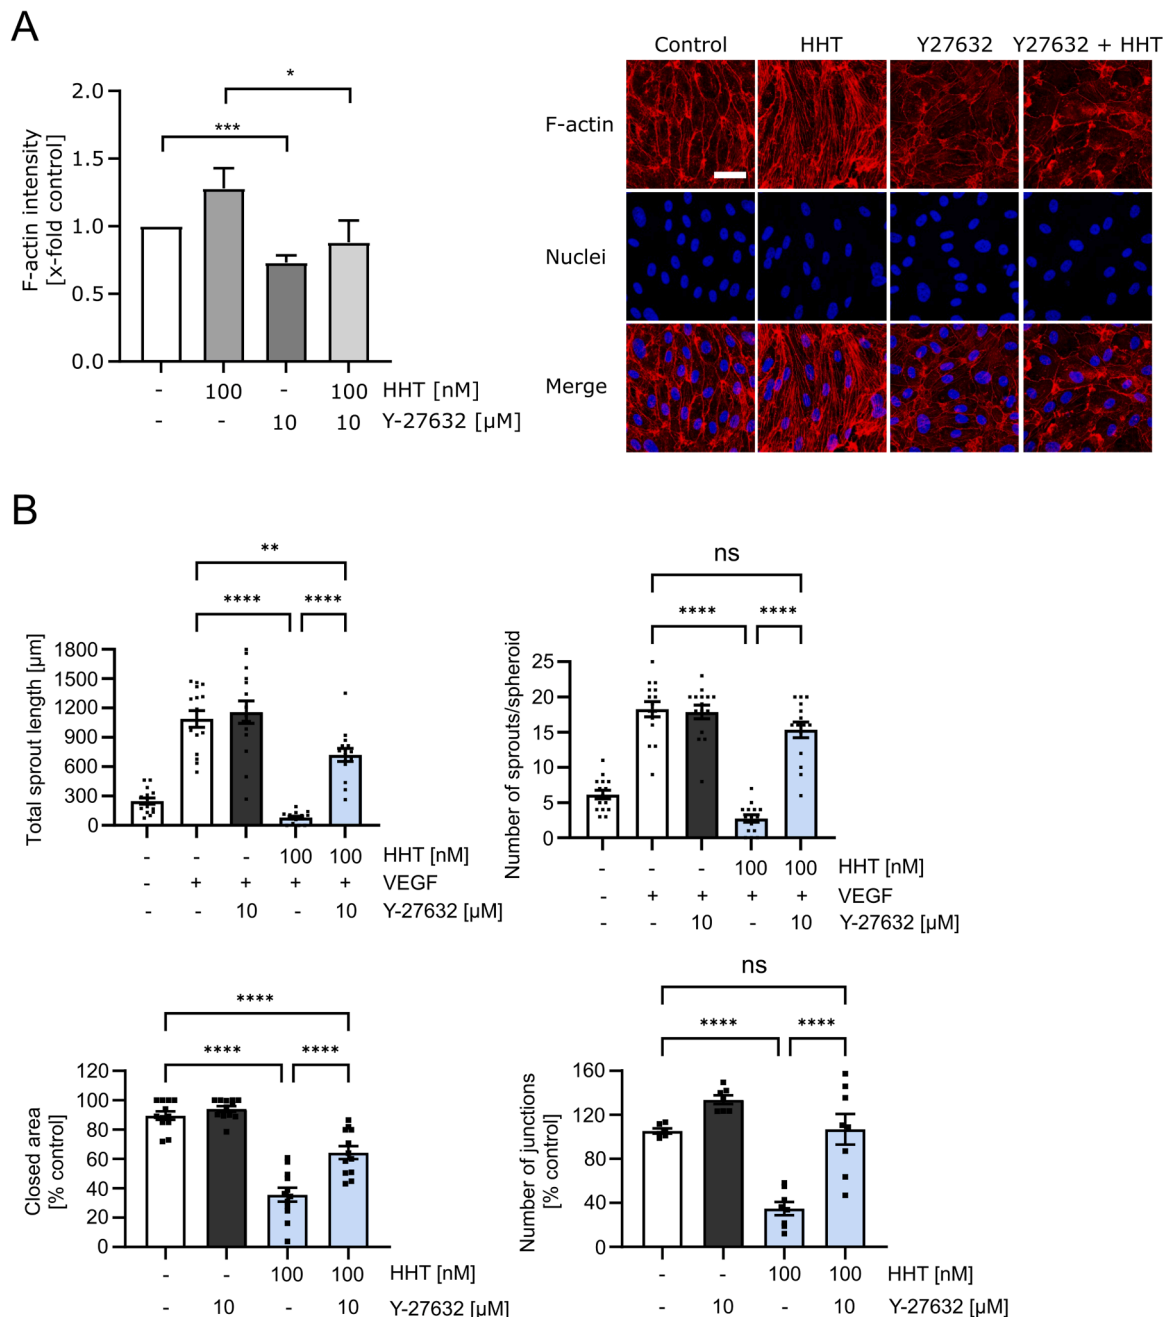 A
F-actin intensity
[x-fold control]
2.0
1.5
1.0
0.5
0.0
*
***
- 100 - 100 HHT [nM]
- - 10 10 Y-27632 [µM]
Control HHT Y27632 Y27632 + HHT
F-actin
Nuclei
Merge
B
Total sprout length [µm]
1800
1500
1200
900
600
300
0
**
**** ****
- - - 100 100 HHT [nM]
- + + + + VEGF
- - 10 - 10 Y-27632 [µM]
Number of sprouts/spheroid
25
20
15
10
5
0
ns
**** ****
- - - 100 100 HHT [nM]
- + + + + VEGF
- - 10 - 10 Y-27632 [µM]
Closed area
[% control]
120
100
80
60
40
20
0
****
**** ****
- - 100 100 HHT [nM]
- 10 - 10 Y-27632 [µM]
Number of junctions
[% control]
160
120
80
40
0
ns
**** ****
- - 100 100 HHT [nM]
- 10 - 10 Y-27632 [µM]